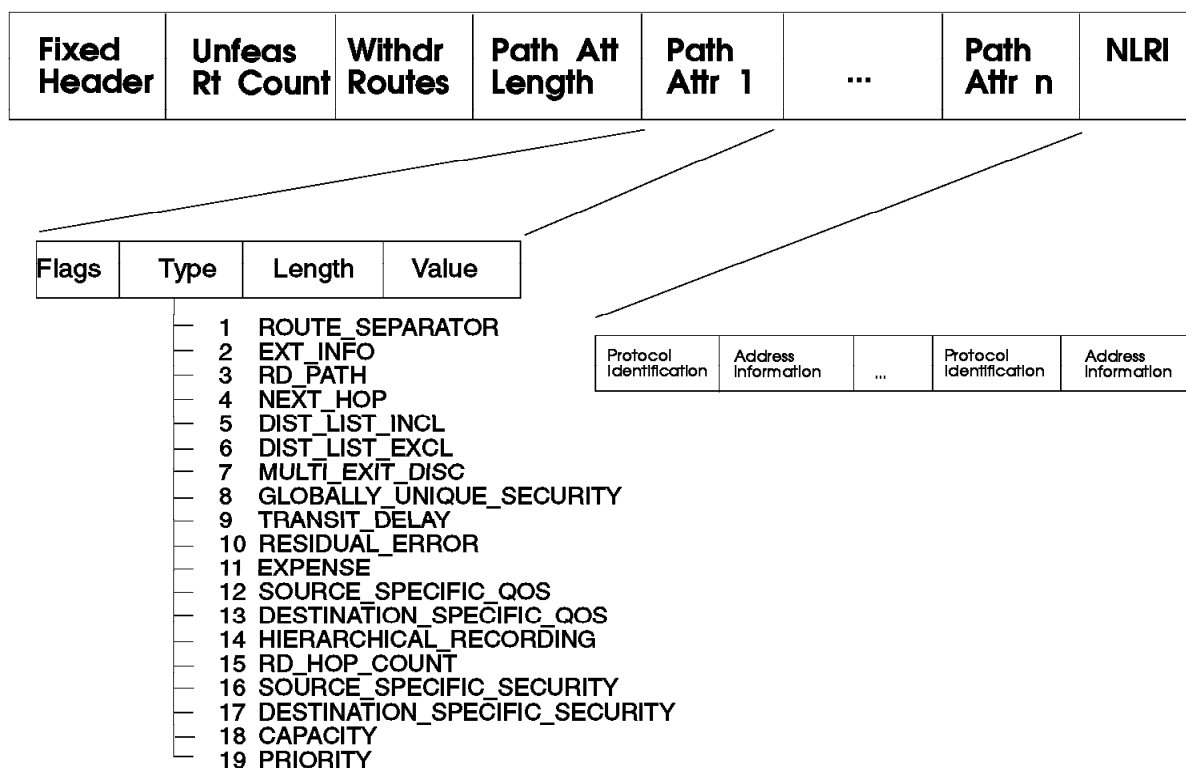 Fixed Header
Unfeas Rt Count
Withdr Routes
Path Att Length
Path Attr 1
...
Path Attr n
NLRI
Flags
Type
Length
Value
1 ROUTE_SEPARATOR
2 EXT_INFO
3 RD_PATH
4 NEXT_HOP
5 DIST_LIST_INCL
6 DIST_LIST_EXCL
7 MULTI_EXIT_DISC
8 GLOBALLY_UNIQUE_SECURITY
9 TRANSIT_DELAY
10 RESIDUAL_ERROR
11 EXPENSE
12 SOURCE_SPECIFIC_QOS
13 DESTINATION_SPECIFIC_QOS
14 HIERARCHICAL_RECORDING
15 RD_HOP_COUNT
16 SOURCE_SPECIFIC_SECURITY
17 DESTINATION_SPECIFIC_SECURITY
18 CAPACITY
19 PRIORITY
Protocol Identification
Address Information
...
Protocol Identification
Address Information